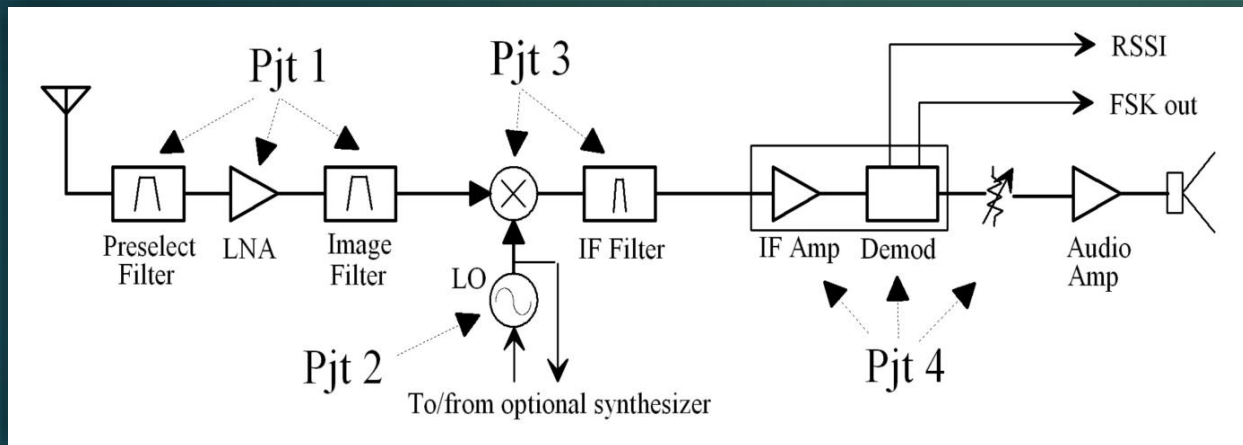 RSSI
Pjt 1
Pjt 3
FSK out
Preselect
Filter
LNA
Image
Filter
IF Filter
IF Amp
Demod
Audio
Amp
LO
Pjt 2
Pjt 4
To/from optional synthesizer